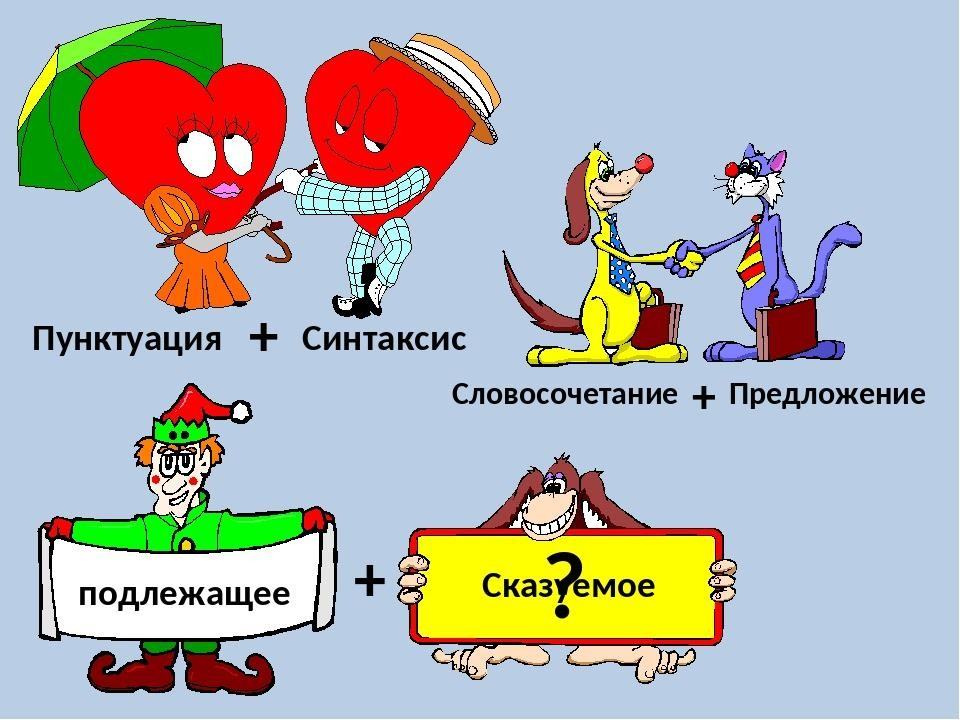 Пунктуация + Синтаксис
Словосочетание + Предложение
подлежащее + Сказуемое
?